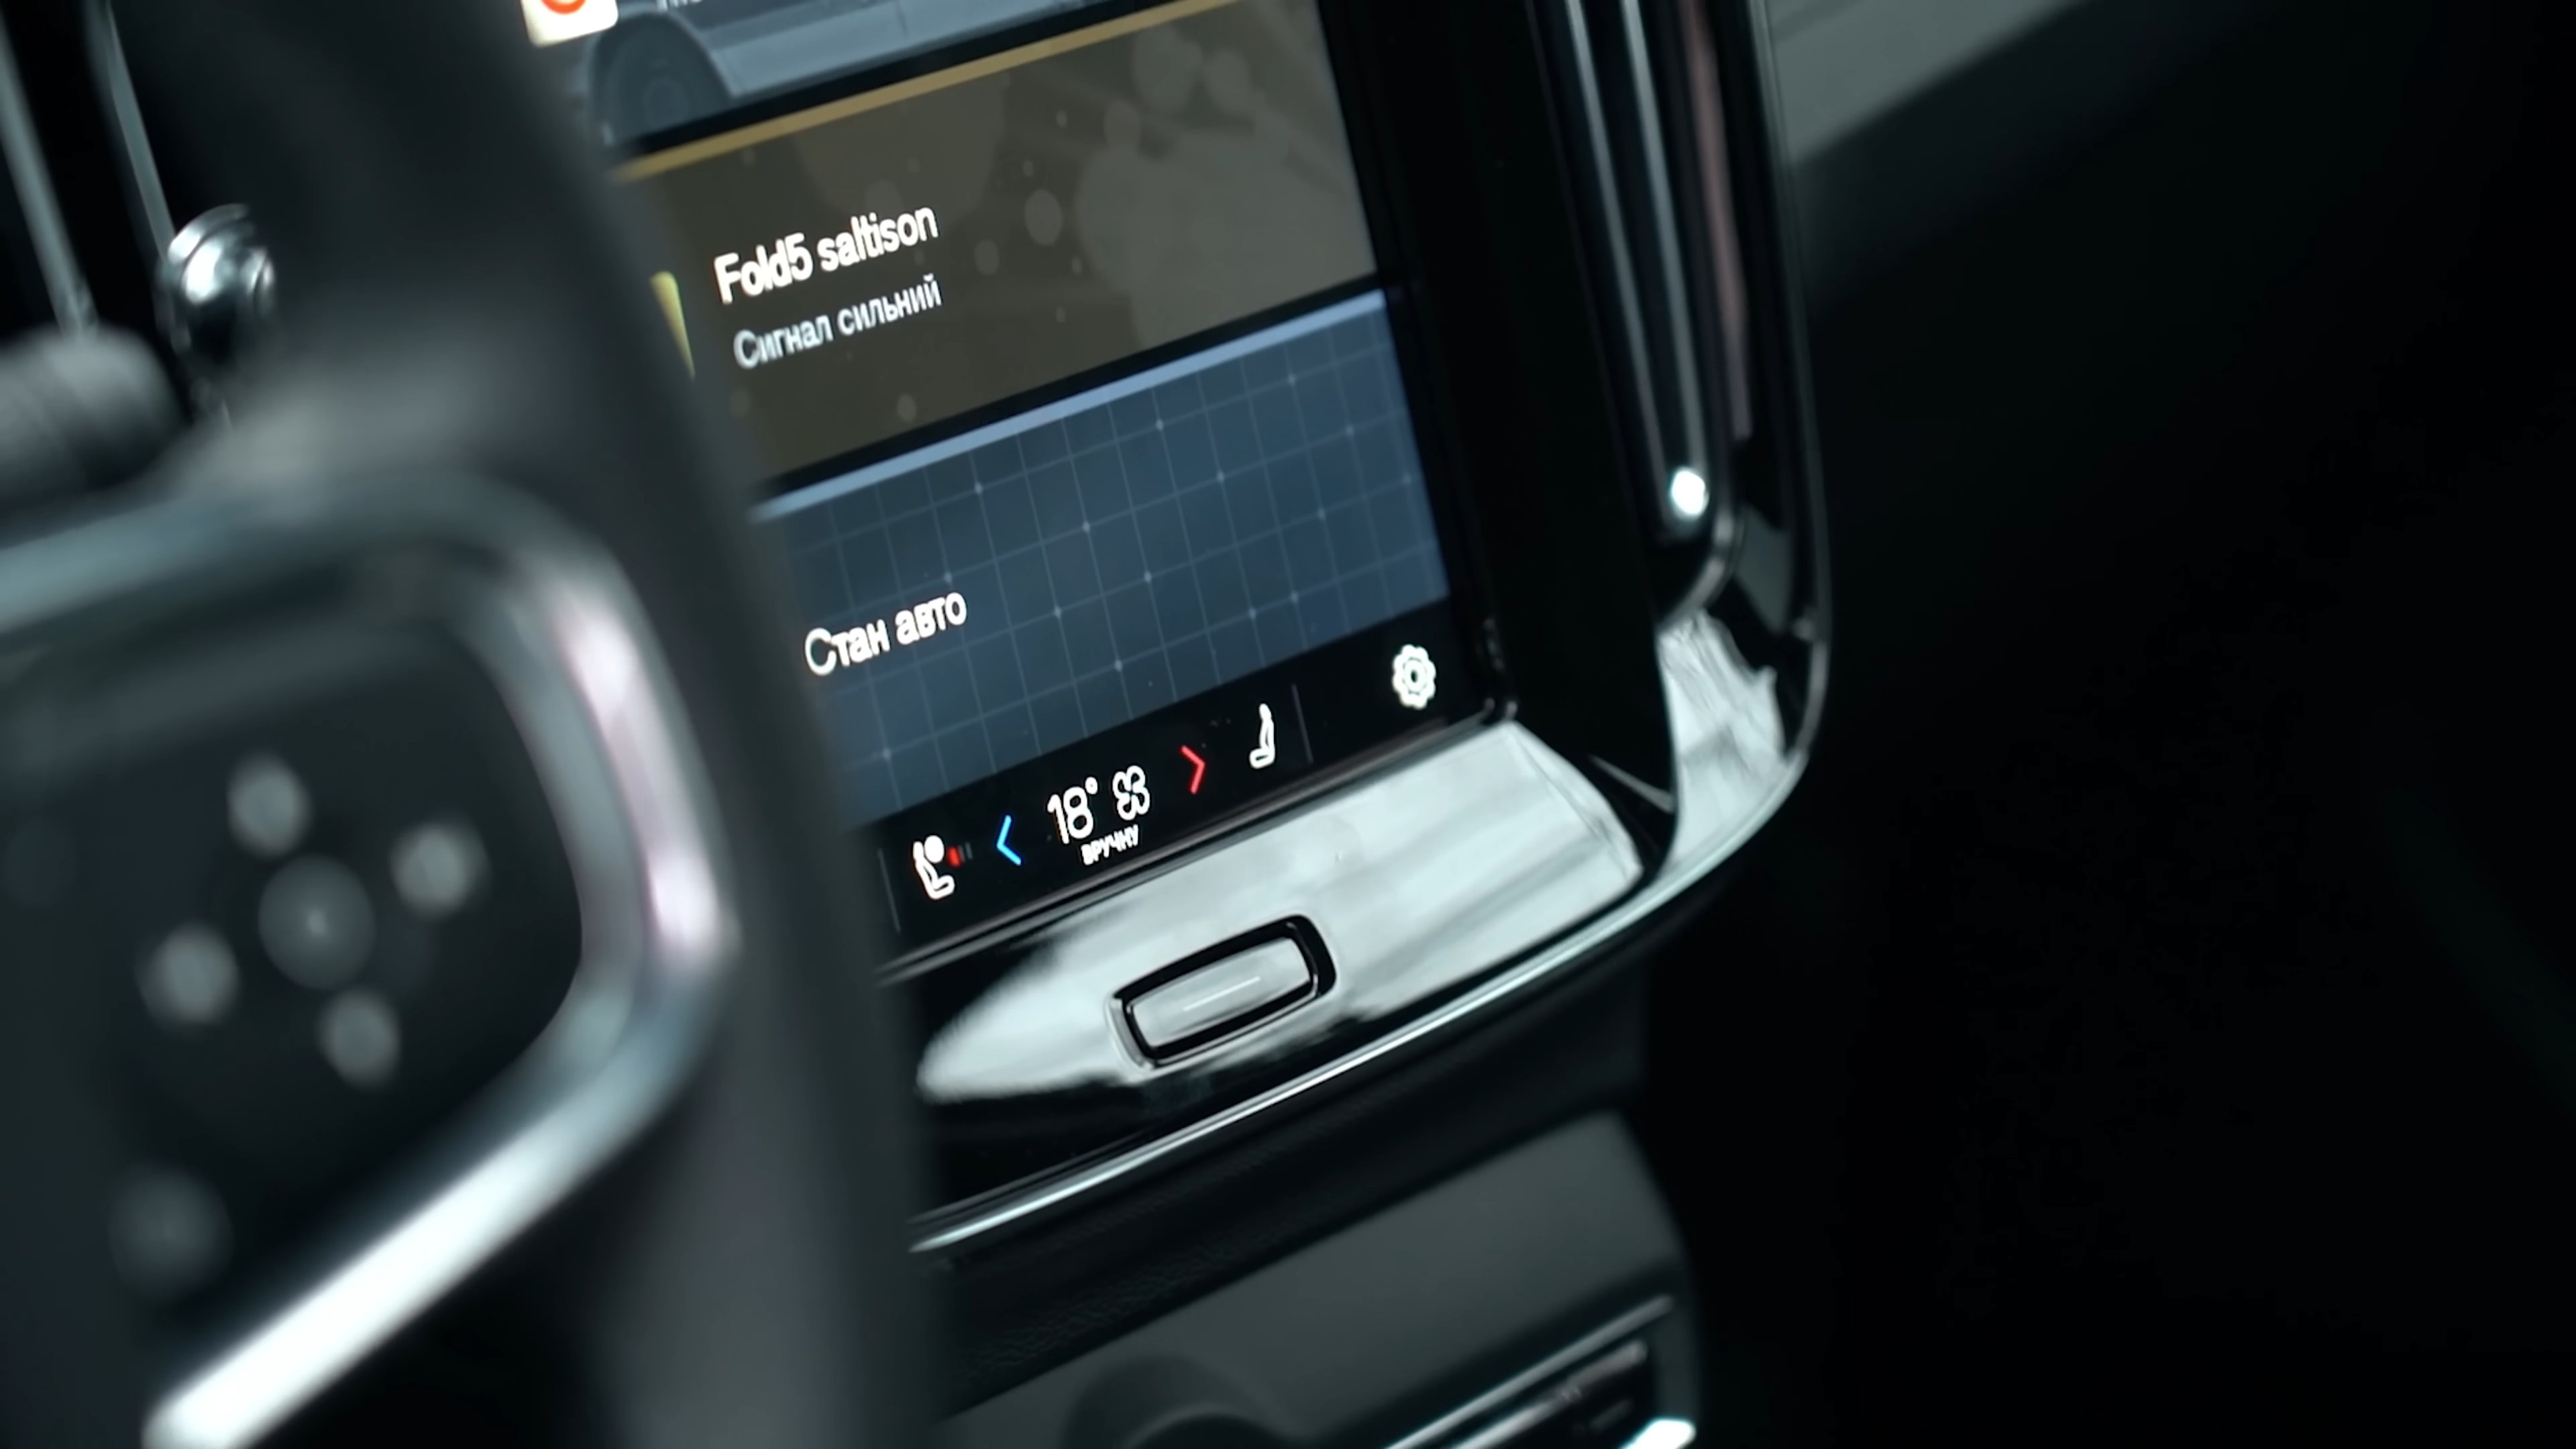 Fold5 saltison
Сигнал сильний
Стан авто
18°
ВРУЧНУ